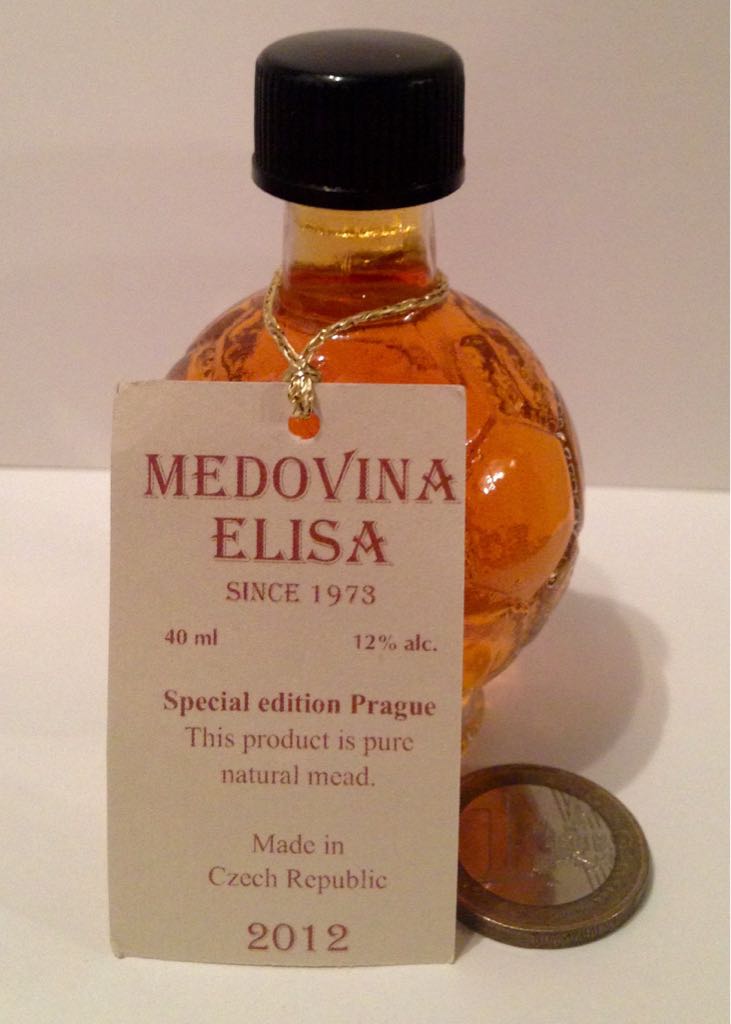 MEDOVINA
ELISA
SINCE 1973
40 ml 12% alc.
Special edition Prague
This product is pure
natural mead.
Made in
Czech Republic
2012